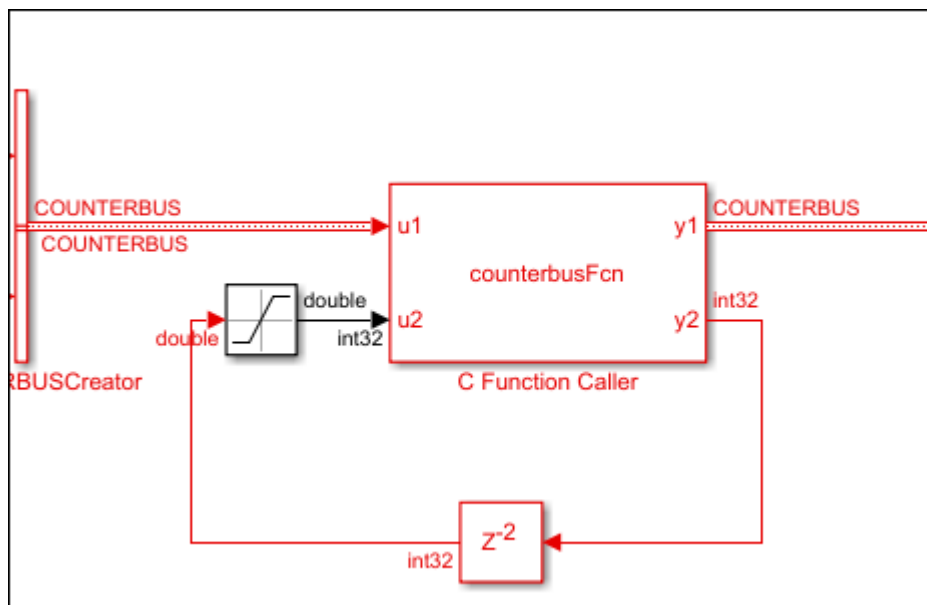 COUNTERBUS
COUNTERBUS
u1
y1
COUNTERBUS
counterbusFcn
double
double
int32
u2
y2
int32
RBUSCreator
C Function Caller
int32
Z-2